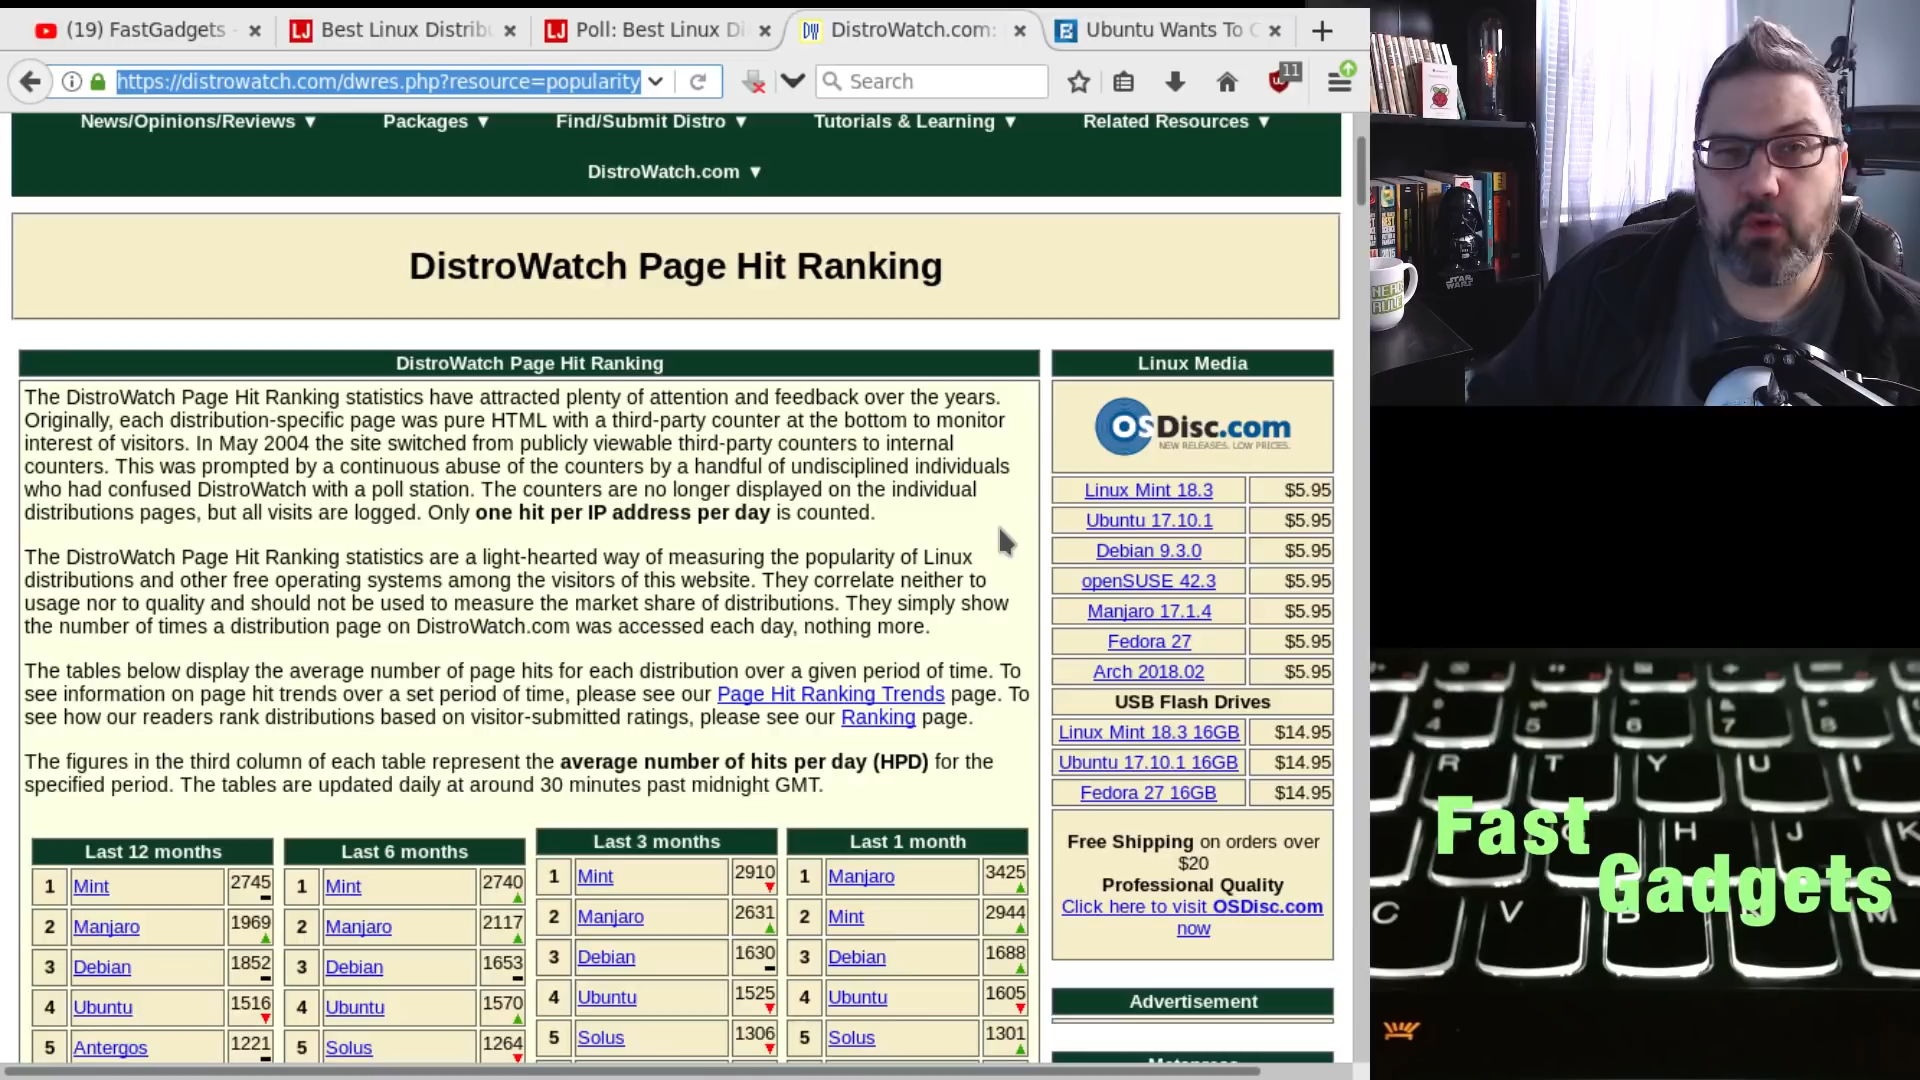 (19) FastGadgets
Best Linux Distrib
Poll: Best Linux Di
DistroWatch.com:
Ubuntu Wants To C
https://distrowatch.com/dwres.php?resource=popularity
Search
11
News/Opinions/Reviews ▼
Packages ▼
Find/Submit Distro ▼
Tutorials & Learning ▼
Related Resources ▼
DistroWatch.com ▼
DistroWatch Page Hit Ranking
DistroWatch Page Hit Ranking
The DistroWatch Page Hit Ranking statistics have attracted plenty of attention and feedback over the years.
Originally, each distribution-specific page was pure HTML with a third-party counter at the bottom to monitor
interest of visitors. In May 2004 the site switched from publicly viewable third-party counters to internal
counters. This was prompted by a continuous abuse of the counters by a handful of undisciplined individuals
who had confused DistroWatch with a poll station. The counters are no longer displayed on the individual
distributions pages, but all visits are logged. Only one hit per IP address per day is counted.
The DistroWatch Page Hit Ranking statistics are a light-hearted way of measuring the popularity of Linux
distributions and other free operating systems among the visitors of this website. They correlate neither to
usage nor to quality and should not be used to measure the market share of distributions. They simply show
the number of times a distribution page on DistroWatch.com was accessed each day, nothing more.
The tables below display the average number of page hits for each distribution over a given period of time. To
see information on page hit trends over a set period of time, please see our Page Hit Ranking Trends page. To
see how our readers rank distributions based on visitor-submitted ratings, please see our Ranking page.
The figures in the third column of each table represent the average number of hits per day (HPD) for the
specified period. The tables are updated daily at around 30 minutes past midnight GMT.
Last 12 months
1 Mint 2745
2 Manjaro 1969
3 Debian 1852
4 Ubuntu 1516
5 Antergos 1221
Last 6 months
1 Mint 2740
2 Manjaro 2117
3 Debian 1653
4 Ubuntu 1570
5 Solus 1264
Last 3 months
1 Mint 2910
2 Manjaro 2631
3 Debian 1630
4 Ubuntu 1525
5 Solus 1306
Last 1 month
1 Manjaro 3425
2 Mint 2944
3 Debian 1688
4 Ubuntu 1605
5 Solus 1301
Linux Media
OSDisc.com
NEW RELEASES. LOW PRICES.
Linux Mint 18.3 $5.95
Ubuntu 17.10.1 $5.95
Debian 9.3.0 $5.95
openSUSE 42.3 $5.95
Manjaro 17.1.4 $5.95
Fedora 27 $5.95
Arch 2018.02 $5.95
USB Flash Drives
Linux Mint 18.3 16GB $14.95
Ubuntu 17.10.1 16GB $14.95
Fedora 27 16GB $14.95
Free Shipping on orders over
$20
Professional Quality
Click here to visit OSDisc.com
now
Advertisement
NERDS
RULE
STAR
WARS
4 5 6 7 8
R T Y U I
H J K
C V B N M
Fast
Gadgets